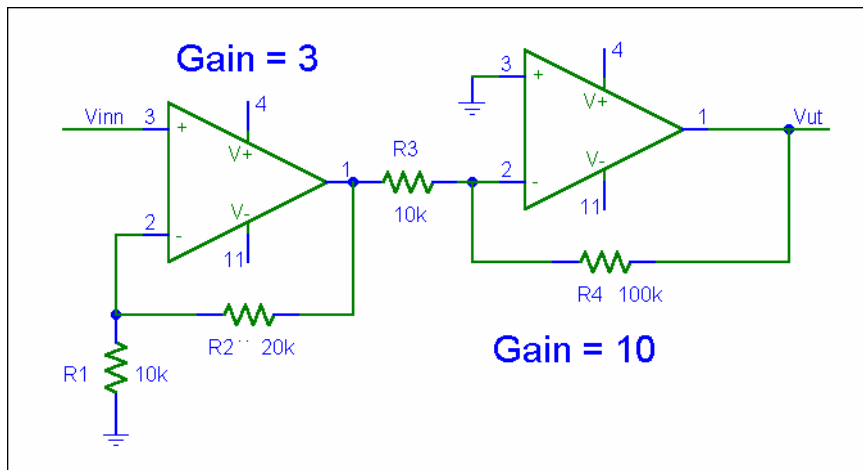 Gain = 3
Vinn
3
+
4
V+
2
-
V-
11
1
R3
10k
R2 20k
R1
10k
3
+
4
V+
2
-
V-
11
1
Vut
R4 100k
Gain = 10